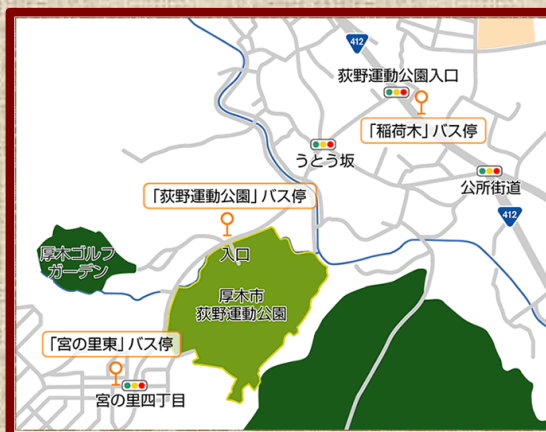 412
荻野運動公園入口
「稲荷木」バス停
うとう坂
公所街道
412
「荻野運動公園」バス停
入口
厚木ゴルフ
ガーデン
厚木市
荻野運動公園
「宮の里東」バス停
宮の里四丁目